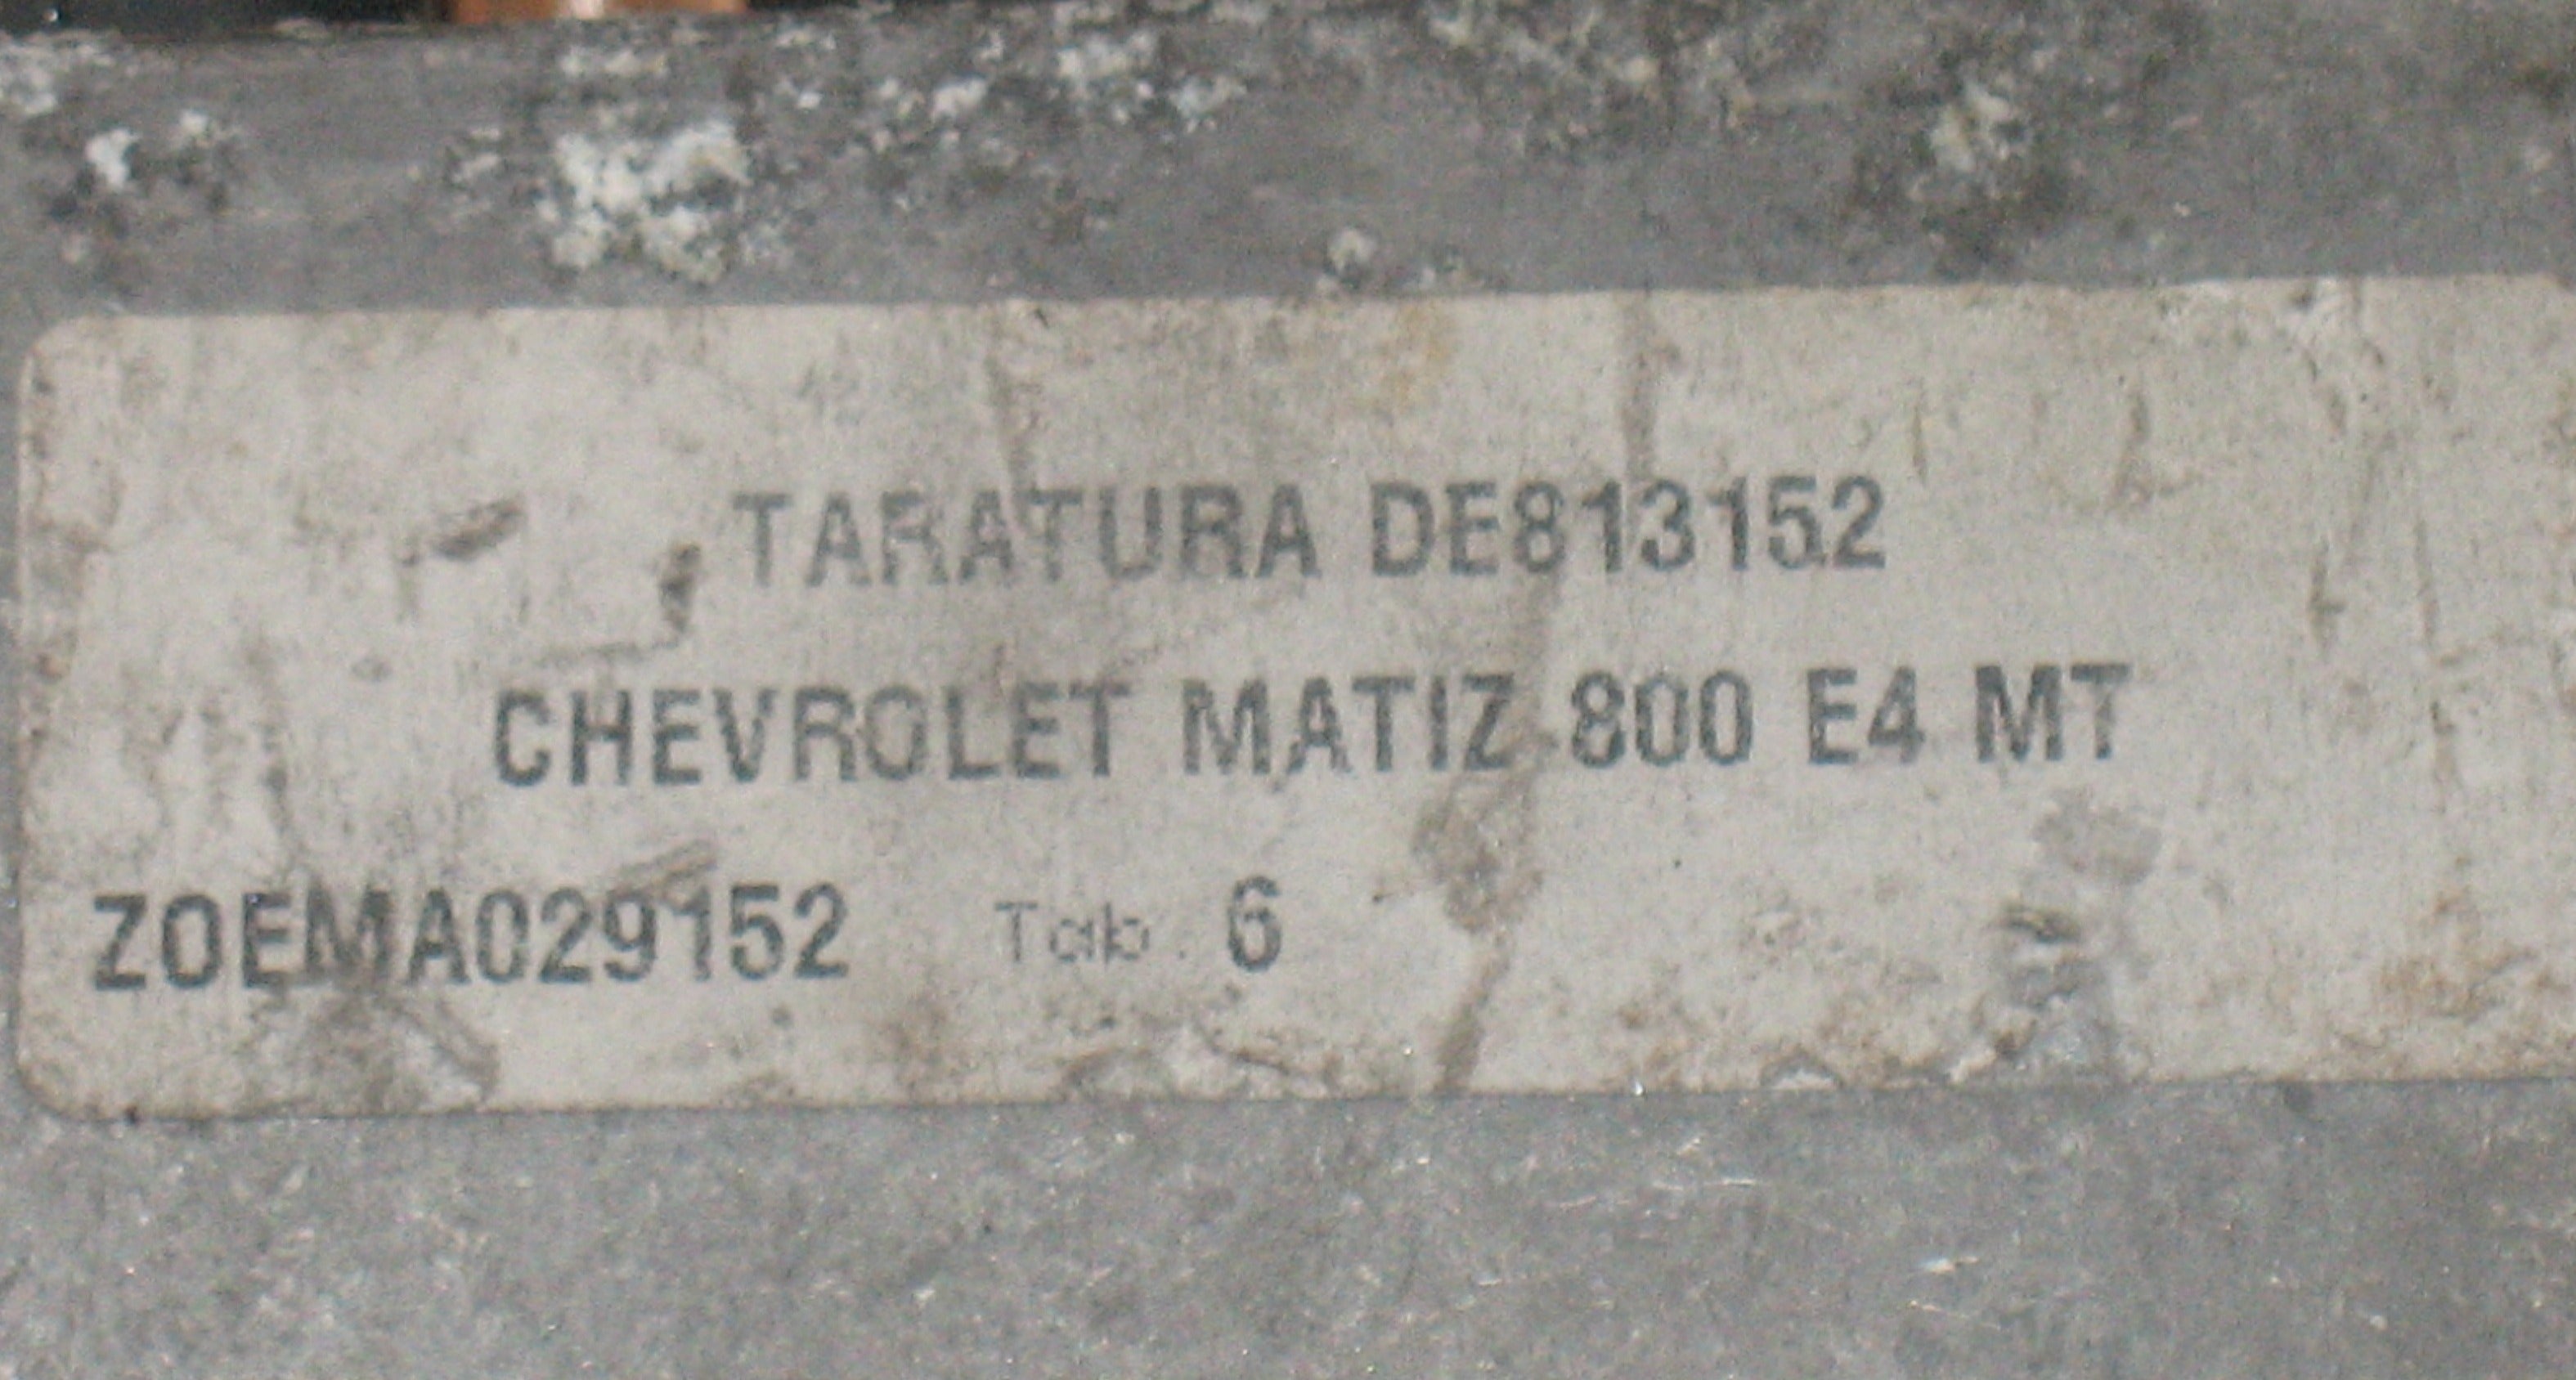 TARATURA DE813152
CHEVROLET MATIZ 800 E4 MT
ZOEMA029152 Tab. 6